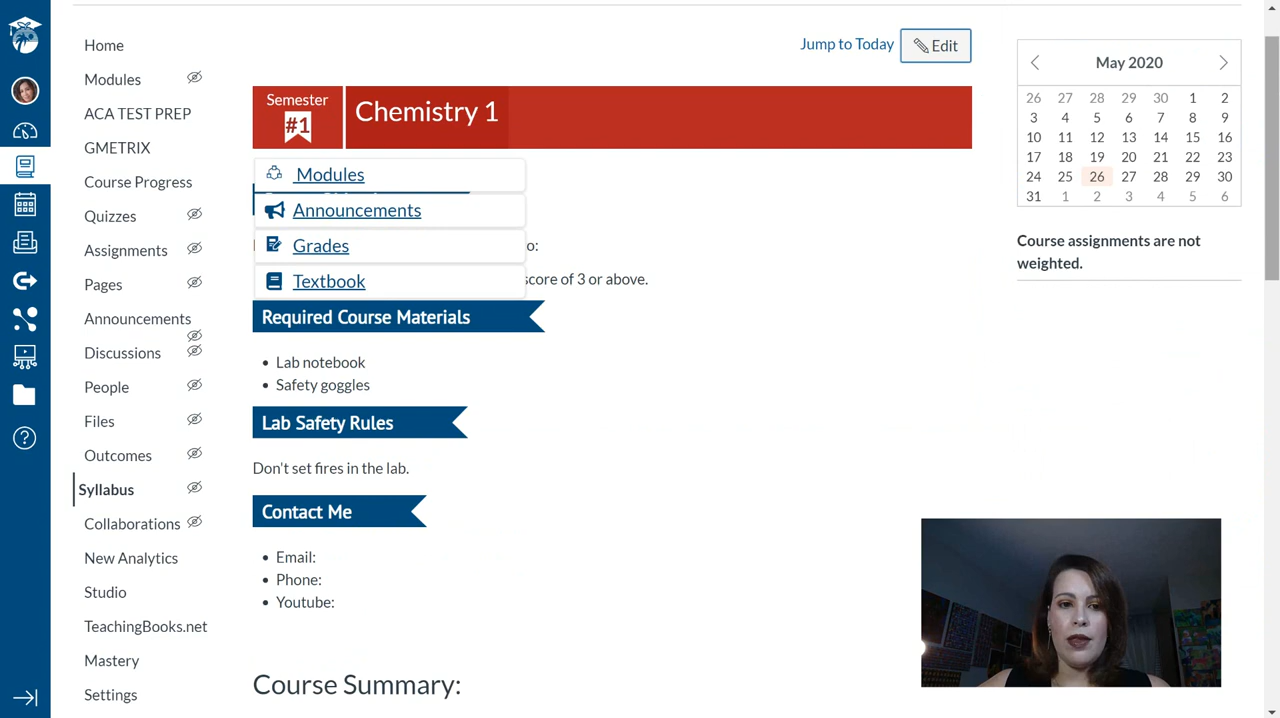 Home
Modules
ACA TEST PREP
GMETRIX
Course Progress
Quizzes
Assignments
Pages
Announcements
Discussions
People
Files
Outcomes
Syllabus
Collaborations
New Analytics
Studio
TeachingBooks.net
Mastery
Settings
Jump to Today
Edit
Semester
#1
Chemistry 1
Modules
Announcements
Grades
Textbook
o:
score of 3 or above.
Required Course Materials
• Lab notebook
• Safety goggles
Lab Safety Rules
Don't set fires in the lab.
Contact Me
• Email:
• Phone:
• Youtube:
Course Summary:
May 2020
26 27 28 29 30 1 2
3 4 5 6 7 8 9
10 11 12 13 14 15 16
17 18 19 20 21 22 23
24 25 26 27 28 29 30
31 1 2 3 4 5 6
Course assignments are not
weighted.